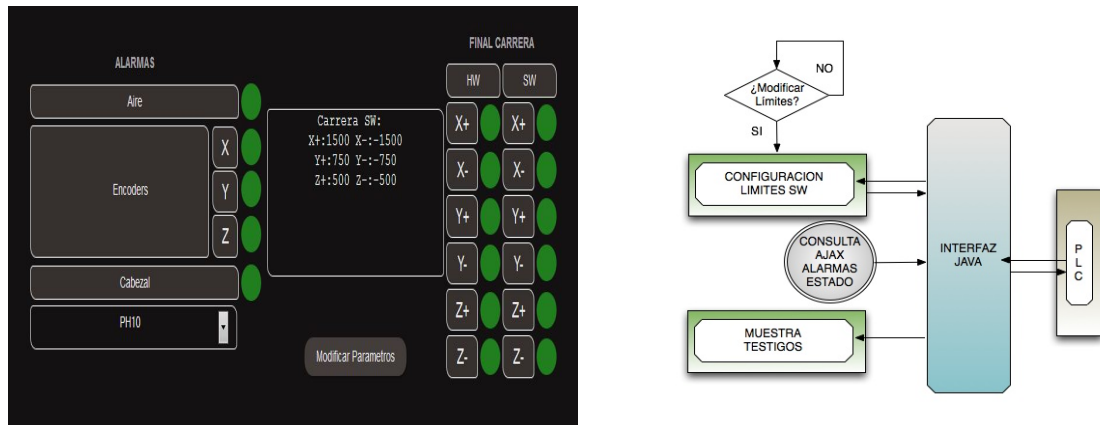 ALARMAS
Aire
Encoders
X
Y
Z
Cabezal
PH10
Carrera SW:
X+:1500 X-:-1500
Y+:750 Y-:-750
Z+:500 Z-:-500
Modificar Parametros
FINAL CARRERA
HW SW
X+ X+
X- X-
Y+ Y+
Y- Y-
Z+ Z+
Z- Z-
¿Modificar
Límites?
NO
SI
CONFIGURACION
LIMITES SW
CONSULTA
AJAX
ALARMAS
ESTADO
MUESTRA
TESTIGOS
INTERFAZ
JAVA
P
L
C